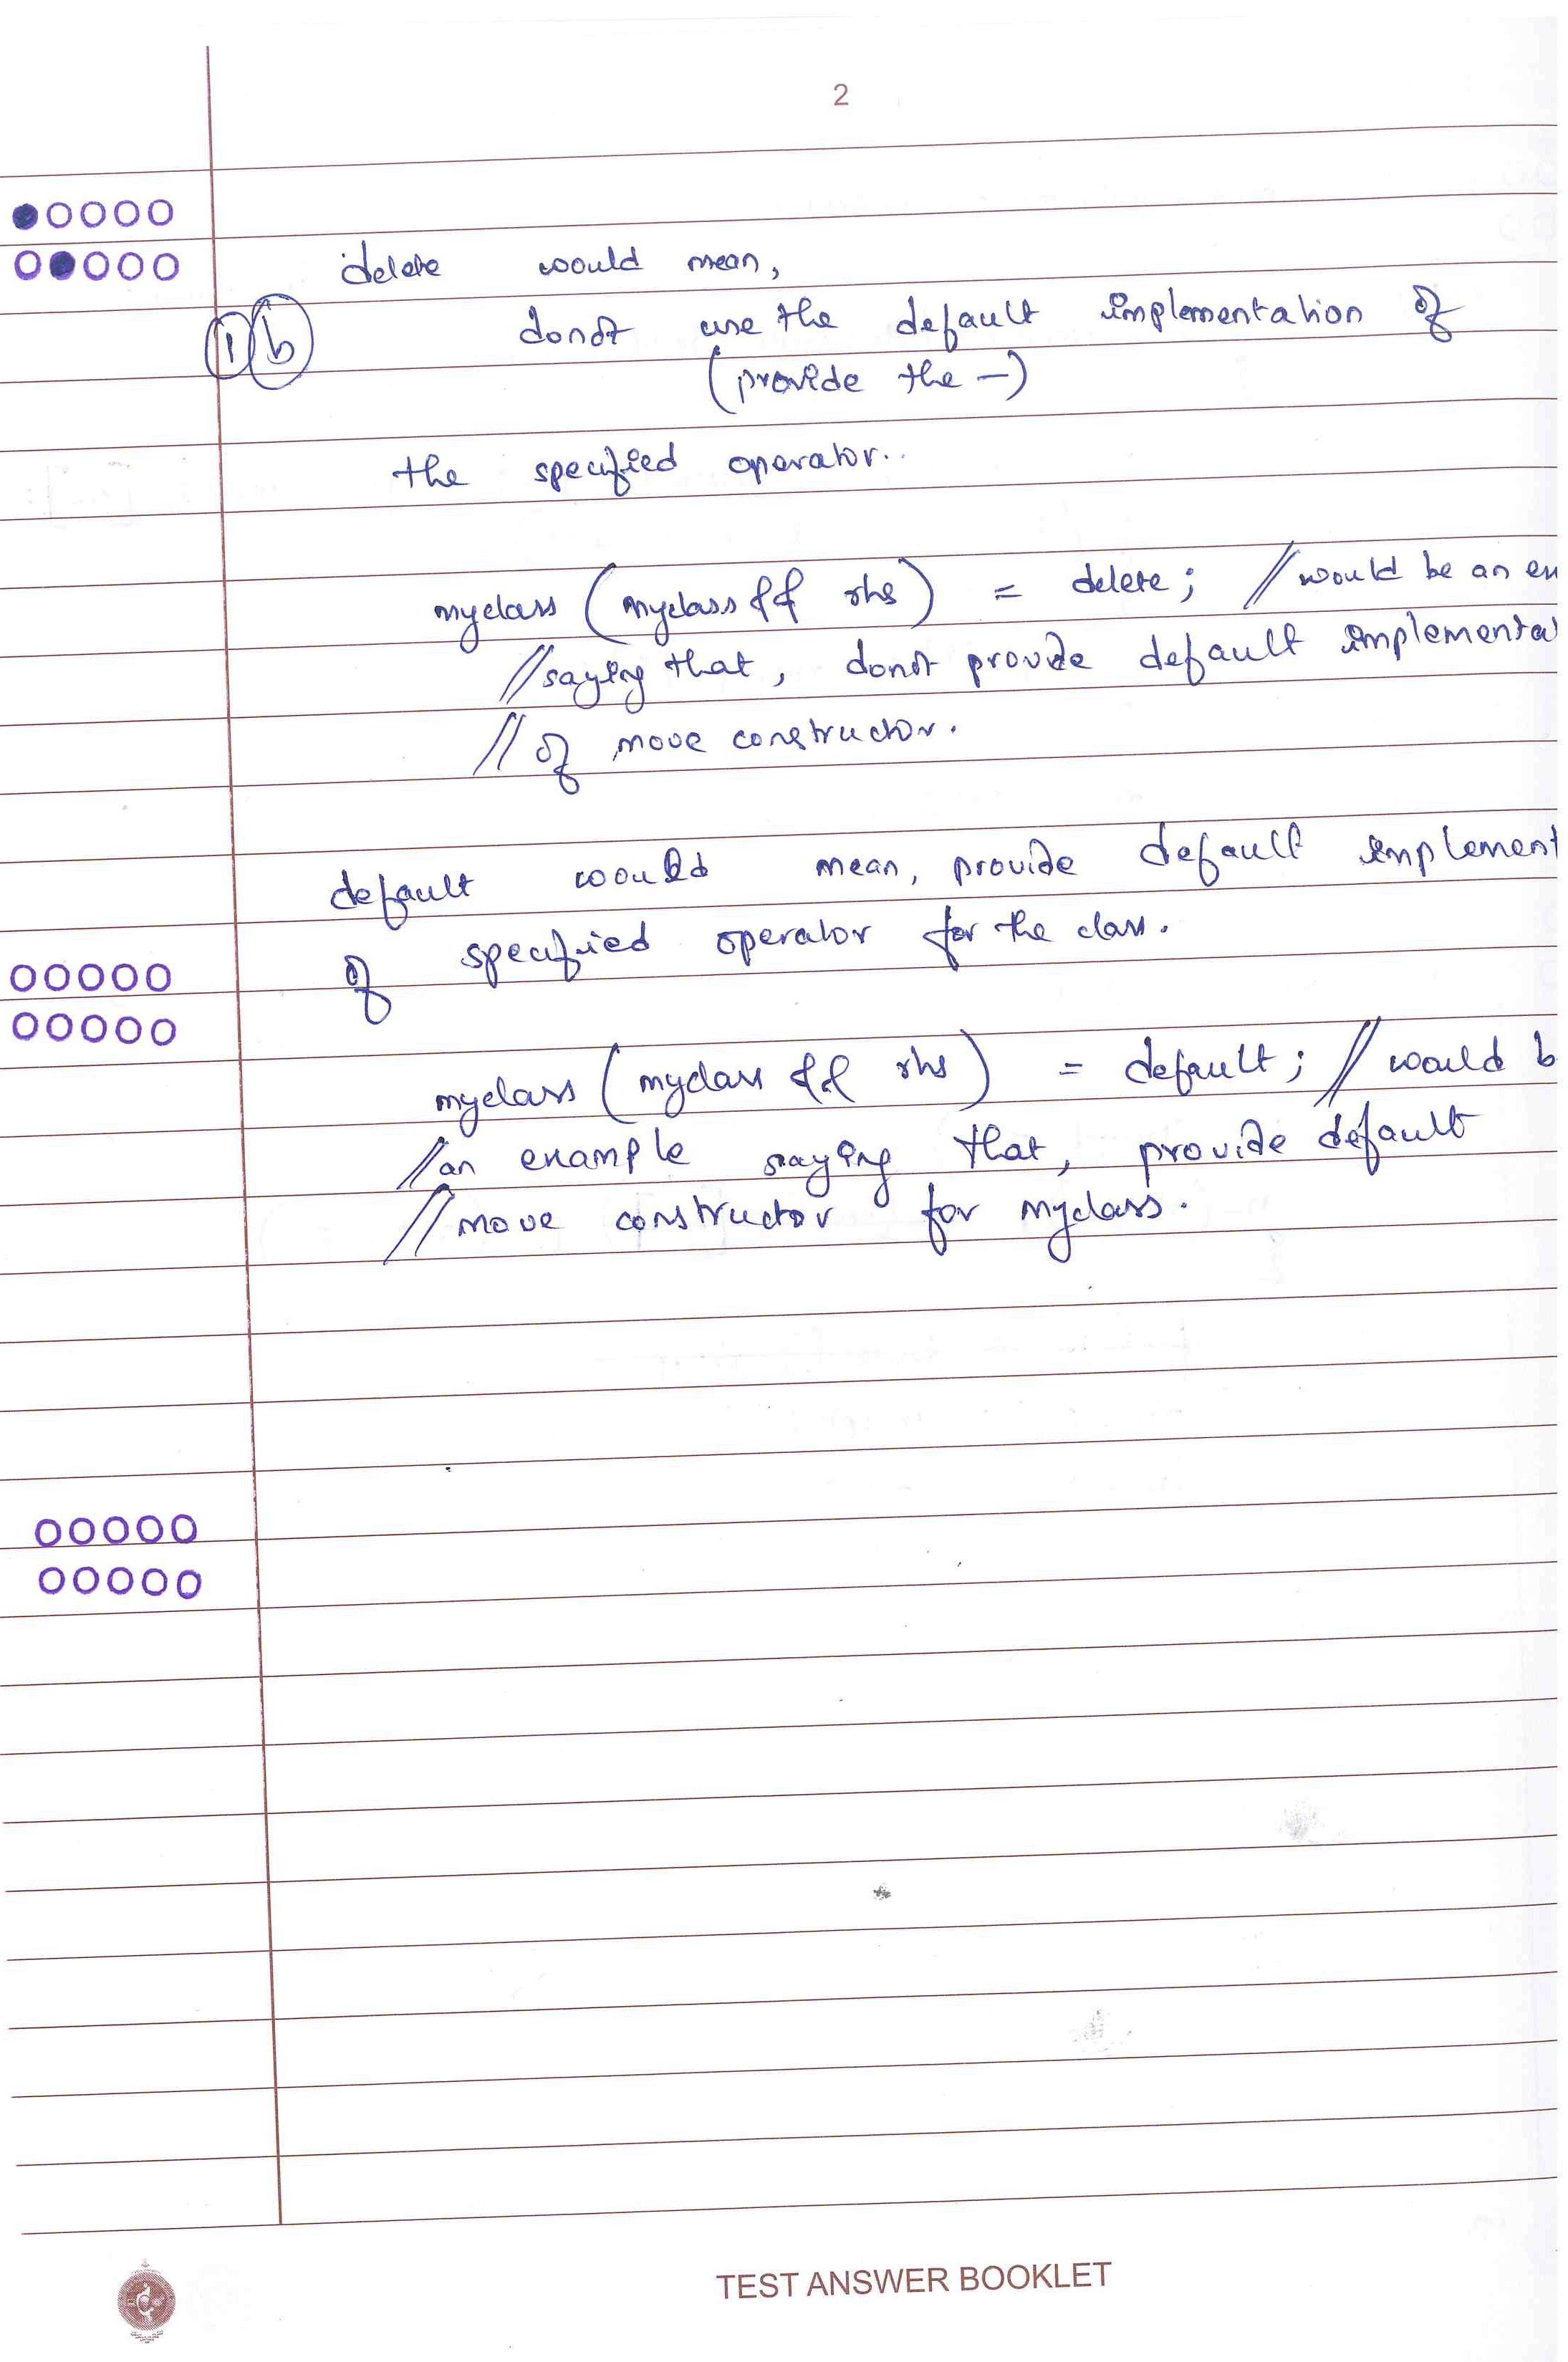 2
delete would mean,
1 b donot use the default implementation of
(provide the —)
the specified operator..
myclass (myclass && rhs) = delete; // would be an
// saying that, donot provide default implementa
// of move constructor.
default would mean, provide default implement
of specified operator for the class.
myclass (myclass && rhs) = default; // would b
// an example saying that, provide default
// move constructor for myclass.
TEST ANSWER BOOKLET